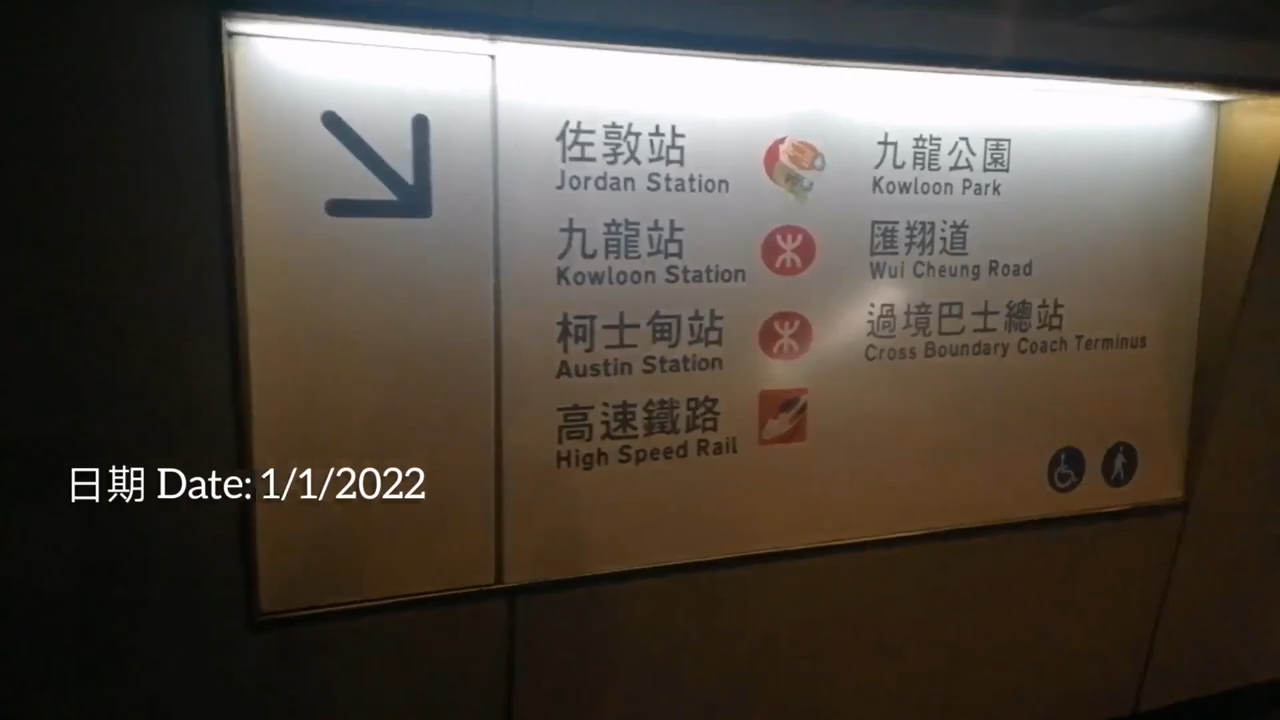 佐敦站
Jordan Station
九龍站
Kowloon Station
柯士甸站
Austin Station
高速鐵路
High Speed Rail
九龍公園
Kowloon Park
匯翔道
Wui Cheung Road
過境巴士總站
Cross Boundary Coach Terminus
日期 Date: 1/1/2022